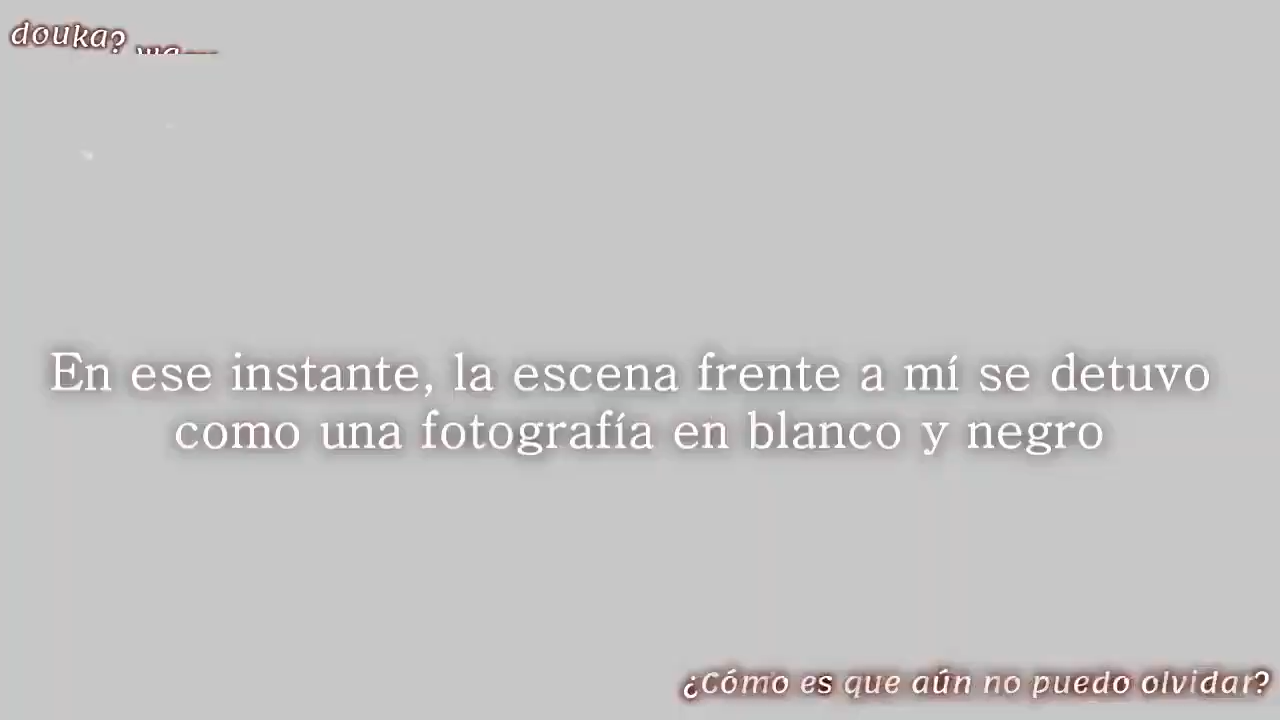 douka?
En ese instante, la escena frente a mí se detuvo
como una fotografía en blanco y negro
¿Cómo es que aún no puedo olvidar?